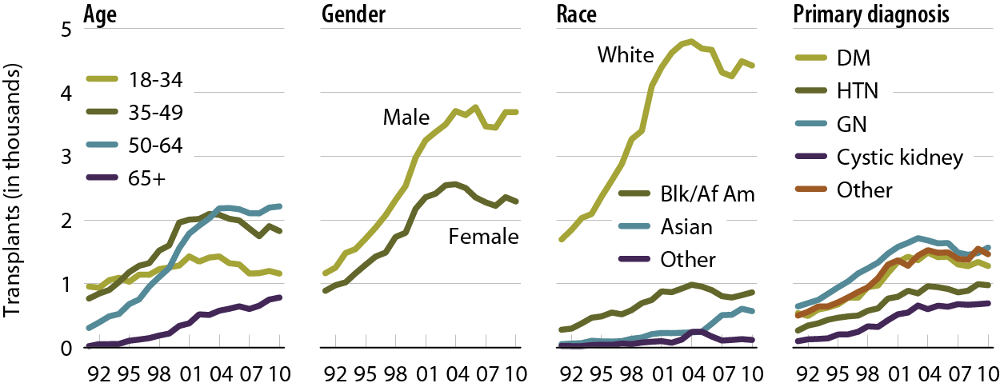 Age
Gender
Race
Primary diagnosis
Transplants (in thousands)
5
4
3
2
1
0
18-34
35-49
50-64
65+
92 95 98 01 04 07 10
Male
Female
92 95 98 01 04 07 10
White
Blk/Af Am
Asian
Other
92 95 98 01 04 07 10
DM
HTN
GN
Cystic kidney
Other
92 95 98 01 04 07 10